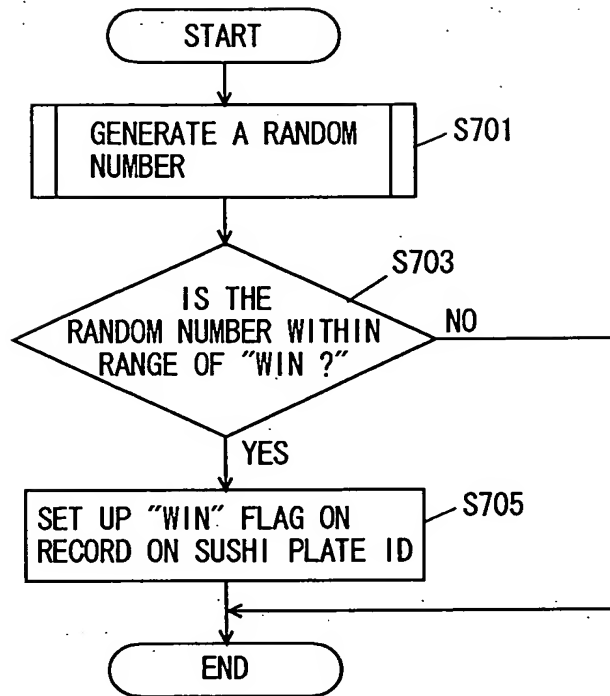 START
GENERATE A RANDOM
NUMBER
S701
S703
IS THE
RANDOM NUMBER WITHIN
RANGE OF "WIN ?"
NO
YES
SET UP "WIN" FLAG ON
RECORD ON SUSHI PLATE ID
S705
END